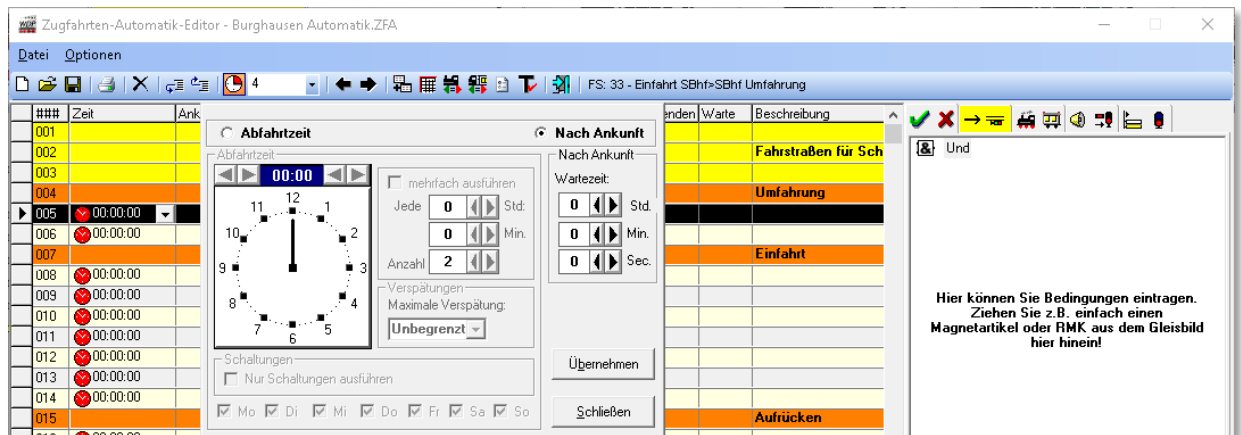 Zugfahrten-Automatik-Editor - Burghausen Automatik.ZFA
Datei Optionen
4 FS: 33 - Einfahrt SBhf>SBhf Umfahrung
### Zeit Ank enden Warte Beschreibung
001
002 Fahrstraßen für Sch
003
004 Umfahrung
005 00:00:00
006 00:00:00
007 Einfahrt
008 00:00:00
009 00:00:00
010 00:00:00
011 00:00:00
012 00:00:00
013 00:00:00
014 00:00:00
015 Aufrücken
Abfahrtzeit Nach Ankunft
Abfahrtzeit
00:00
12
1
2
3
4
5
6
7
8
9
10
11
mehrfach ausführen
Jede 0 Std:
0 Min.
Anzahl 2
Verspätungen
Maximale Verspätung:
Unbegrenzt
Schaltungen
Nur Schaltungen ausführen
Mo Di Mi Do Fr Sa So
Nach Ankunft
Wartezeit:
0 Std.
0 Min.
0 Sec.
Übernehmen
Schließen
& Und
Hier können Sie Bedingungen eintragen.
Ziehen Sie z.B. einfach einen
Magnetartikel oder RMK aus dem Gleisbild
hier hinein!